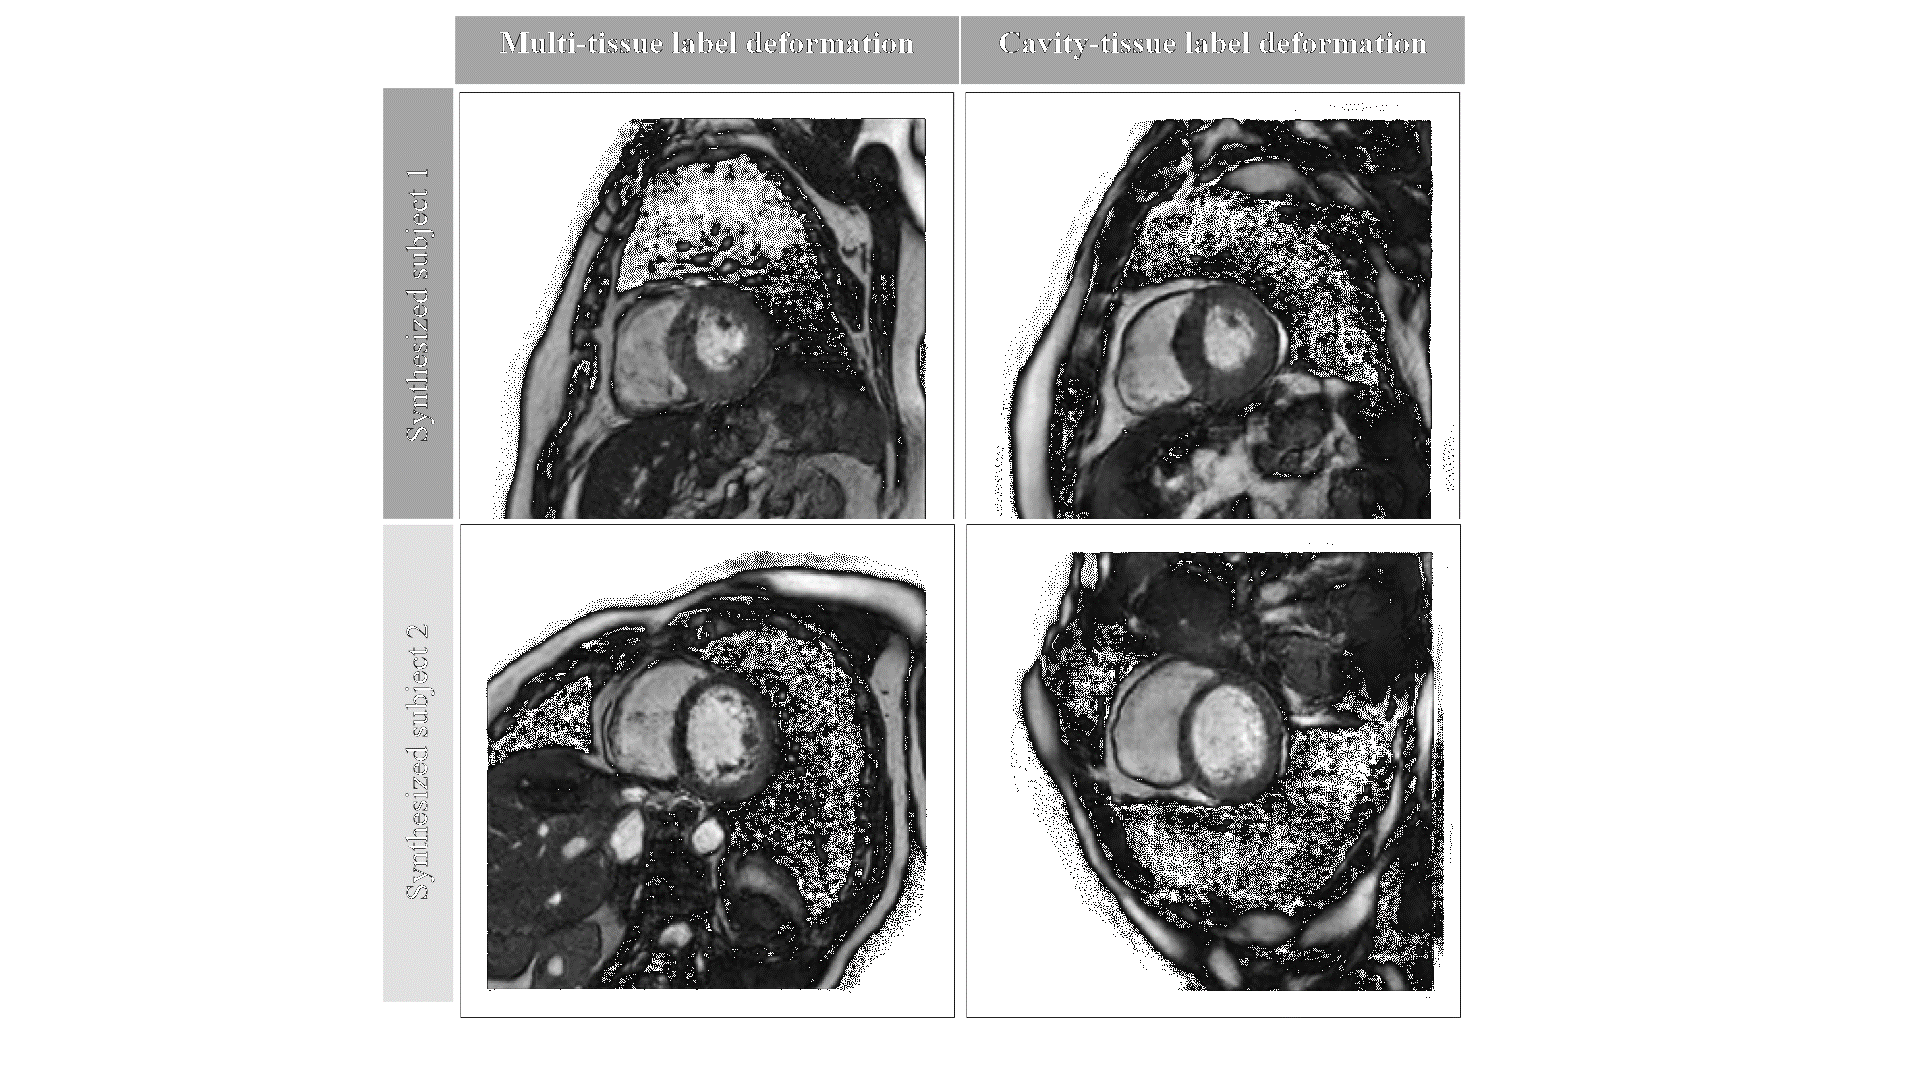 Multi-tissue label deformation
Cavity-tissue label deformation
Synthesized subject 1
Synthesized subject 2